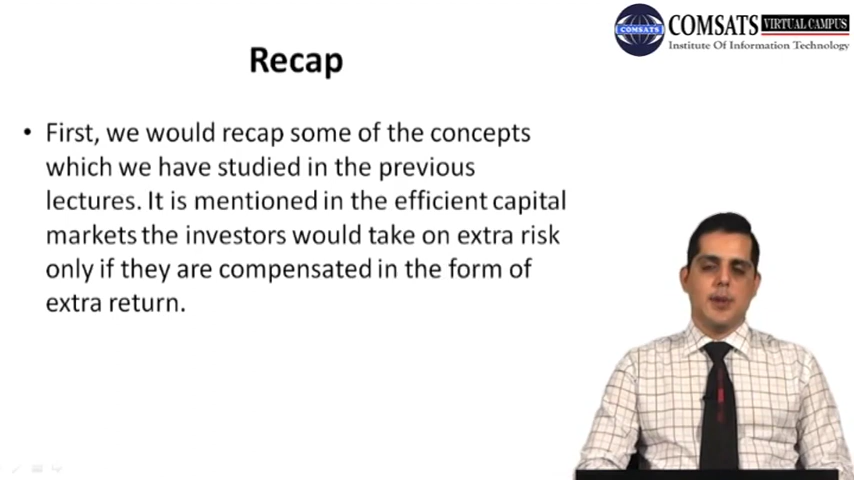 COMSATS
COMSATS VIRTUAL CAMPUS
Institute Of Information Technology
Recap
• First, we would recap some of the concepts
which we have studied in the previous
lectures. It is mentioned in the efficient capital
markets the investors would take on extra risk
only if they are compensated in the form of
extra return.